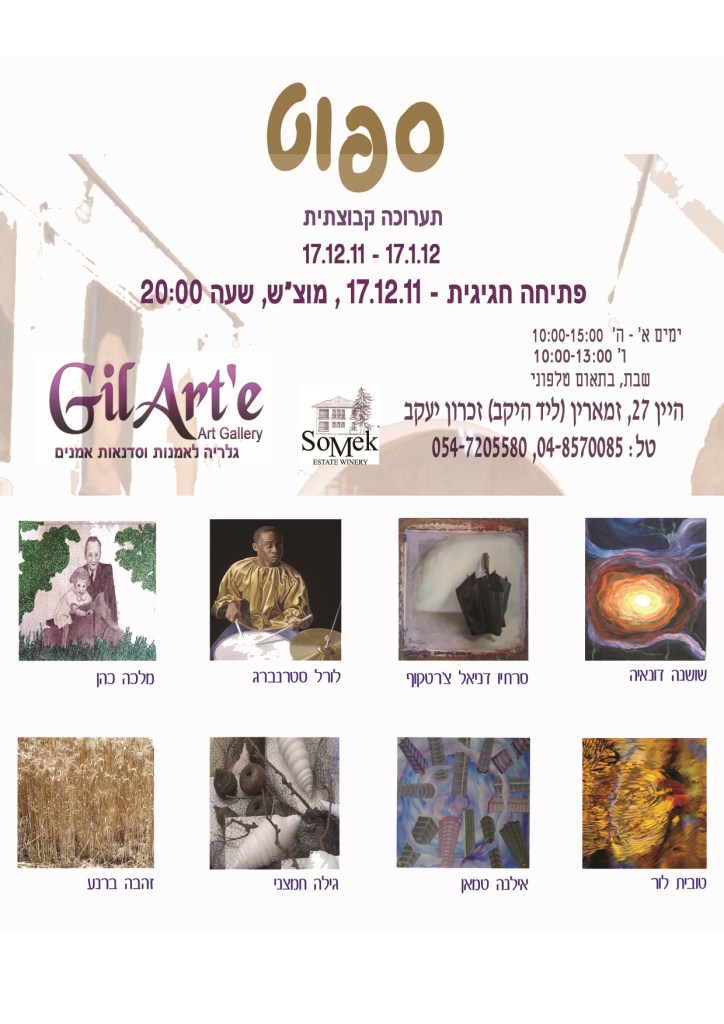 ספוט
תערוכה קבוצתית
17.12.11 - 17.1.12
פתיחה חגיגית - 17.12.11 , מוצ"ש, שעה 20:00
ימים א' - ה' 10:00-15:00
ו' 10:00-13:00
שבת, בתאום טלפוני
היין 27, זמארין (ליד היקב) זכרון יעקב
טל: 04-8570085, 054-7205580
SoMek
ESTATE WINERY
GilArt'e
Art Gallery
גלריה לאמנות וסדנאות אמנים
שושנה דונאיה
סרחיו דניאל צ'רטקוף
לורל סטרנברג
מלכה כהן
טובית לור
אילנה טמאן
גילה חמצני
זהבה ברנע